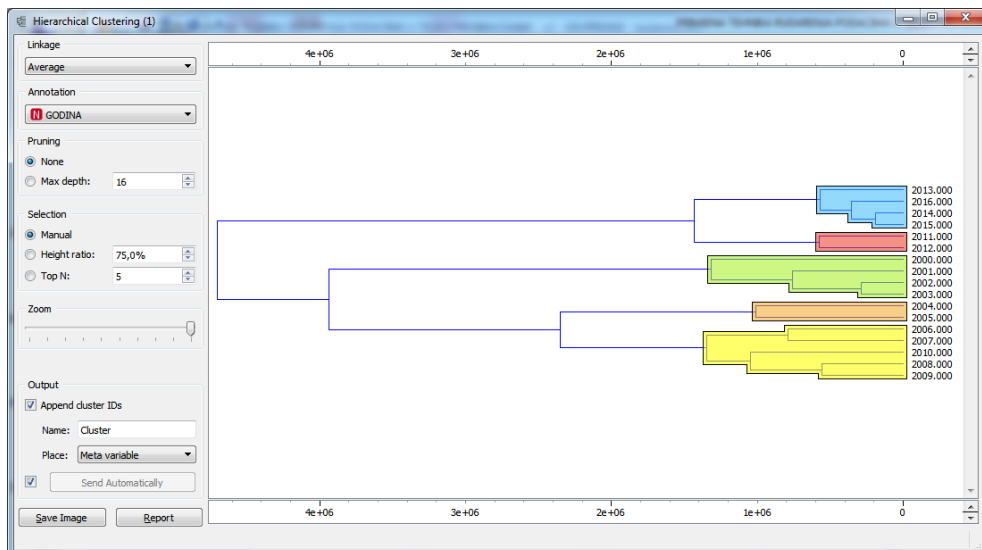 Hierarchical Clustering (1)
Linkage
Average
Annotation
N GODINA
Pruning
None
Max depth: 16
Selection
Manual
Height ratio: 75,0%
Top N: 5
Zoom
Output
Append cluster IDs
Name: Cluster
Place: Meta variable
Send Automatically
Save Image Report
4e+06 3e+06 2e+06 1e+06 0
2013.000
2016.000
2014.000
2015.000
2011.000
2012.000
2000.000
2001.000
2002.000
2003.000
2004.000
2005.000
2006.000
2007.000
2010.000
2008.000
2009.000
4e+06 3e+06 2e+06 1e+06 0